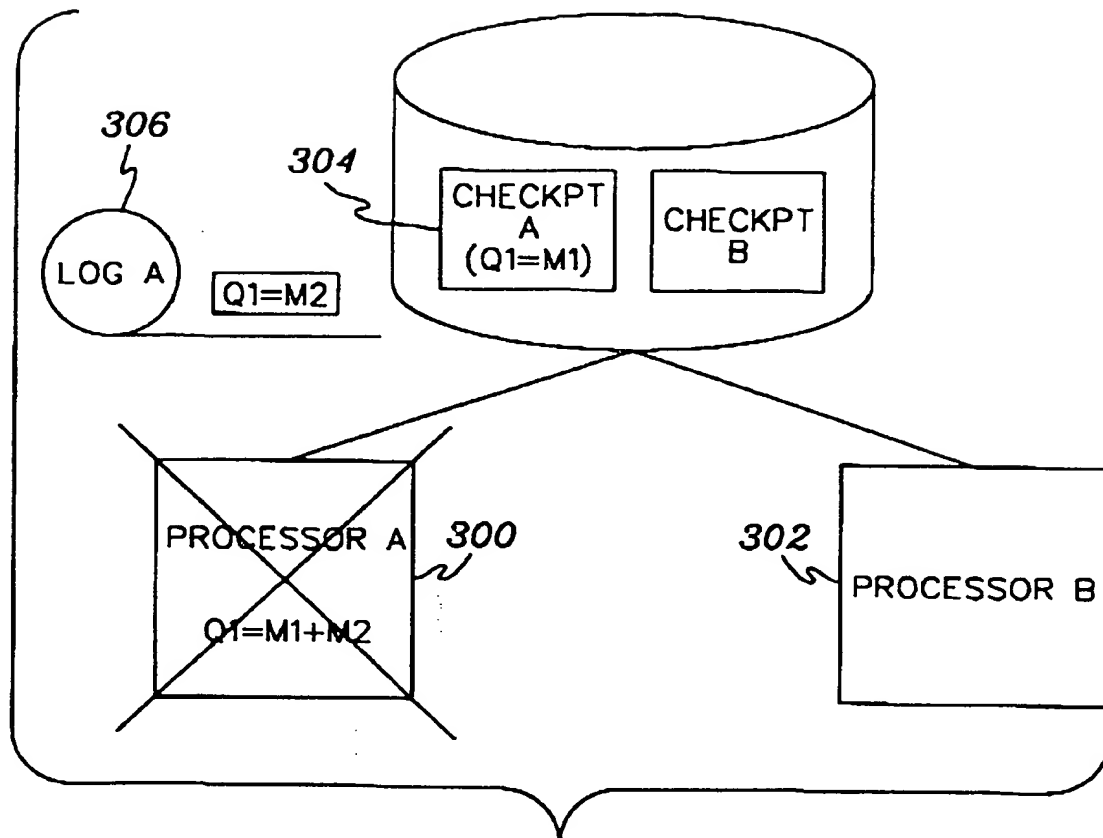 306
304
CHECKPT
A
(Q1=M1)
CHECKPT
B
LOG A
Q1=M2
PROCESSOR A
300
Q1=M1+M2
302
PROCESSOR B